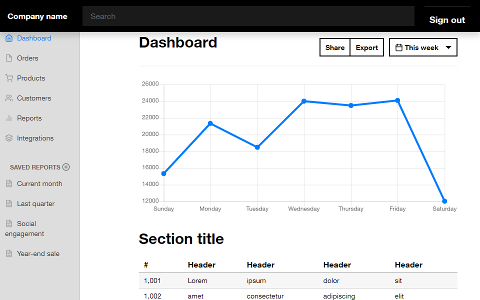 Company name
Search
Sign out
Dashboard
Orders
Products
Customers
Reports
Integrations
SAVED REPORTS
Current month
Last quarter
Social
engagement
Year-end sale
Dashboard
Share
Export
This week
26000
24000
22000
20000
18000
16000
14000
12000
Sunday Monday Tuesday Wednesday Thursday Friday Saturday
Section title
# Header Header Header Header
1,001 Lorem ipsum dolor sit
1,002 amet consectetur adipiscing elit